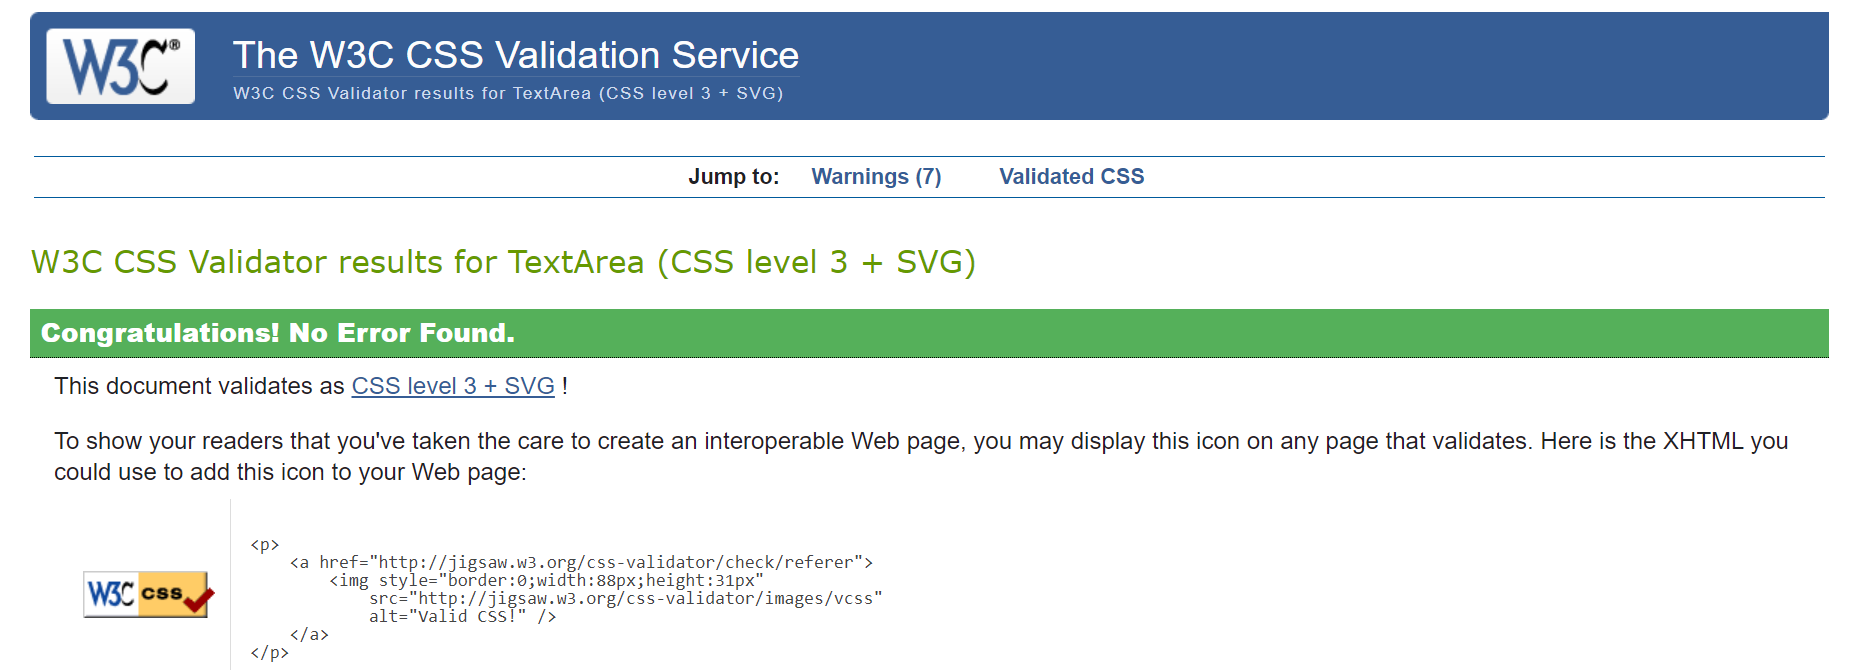 W3C®
The W3C CSS Validation Service
W3C CSS Validator results for TextArea (CSS level 3 + SVG)
Jump to: Warnings (7) Validated CSS
W3C CSS Validator results for TextArea (CSS level 3 + SVG)
Congratulations! No Error Found.
This document validates as CSS level 3 + SVG !
To show your readers that you've taken the care to create an interoperable Web page, you may display this icon on any page that validates. Here is the XHTML you
could use to add this icon to your Web page:
W3C css
<p>
<a href="http://jigsaw.w3.org/css-validator/check/referer">
<img style="border:0;width:88px;height:31px"
src="http://jigsaw.w3.org/css-validator/images/vcss"
alt="Valid CSS!" />
</a>
</p>